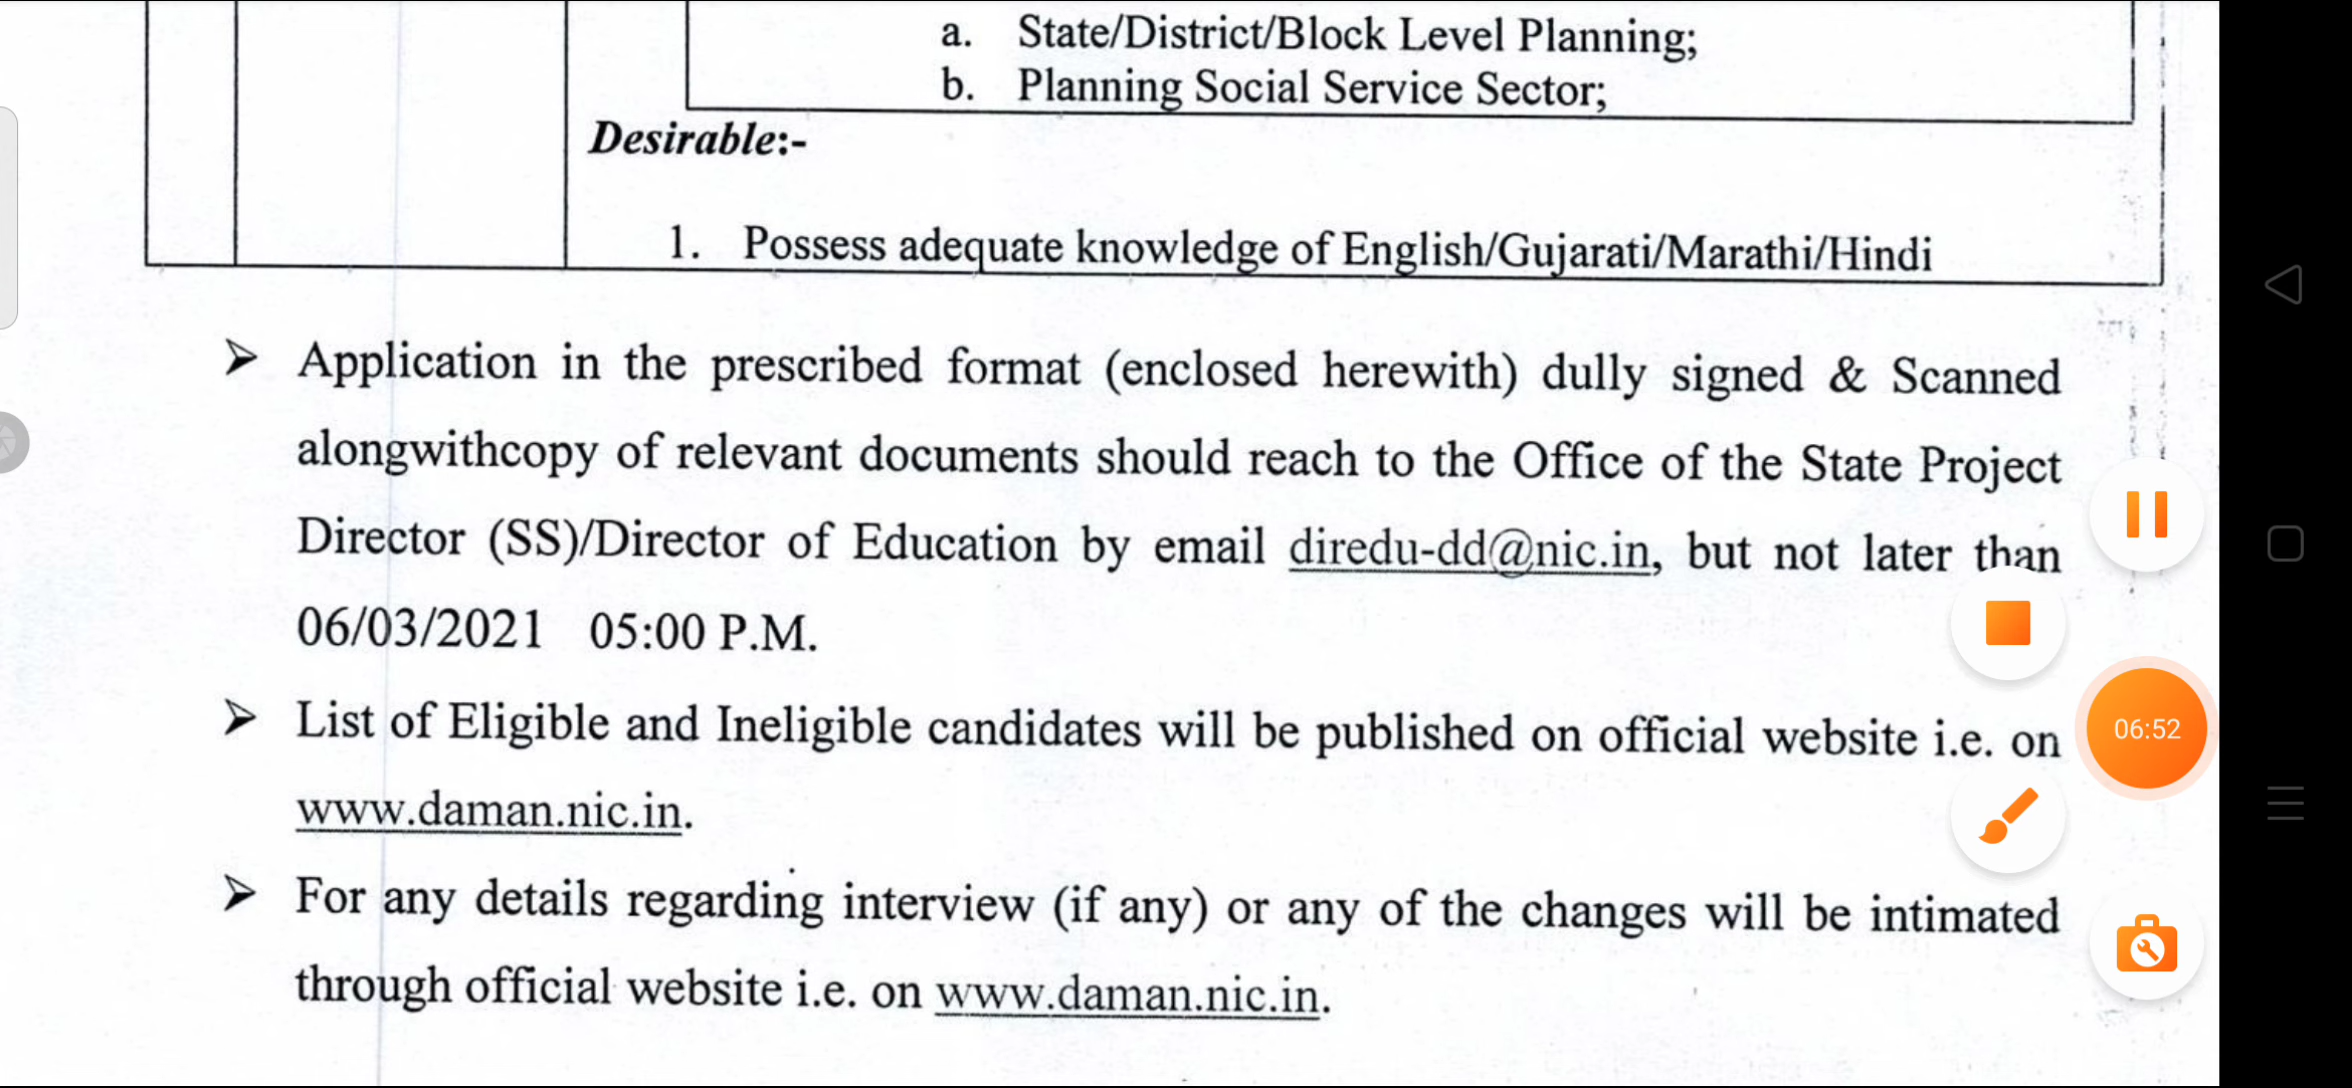 a. State/District/Block Level Planning;
b. Planning Social Service Sector;
Desirable:-
1. Possess adequate knowledge of English/Gujarati/Marathi/Hindi
➤ Application in the prescribed format (enclosed herewith) dully signed & Scanned
alongwithcopy of relevant documents should reach to the Office of the State Project
Director (SS)/Director of Education by email diredu-dd@nic.in, but not later than
06/03/2021 05:00 P.M.
➤ List of Eligible and Ineligible candidates will be published on official website i.e. on
www.daman.nic.in.
➤ For any details regarding interview (if any) or any of the changes will be intimated
through official website i.e. on www.daman.nic.in.
06:52